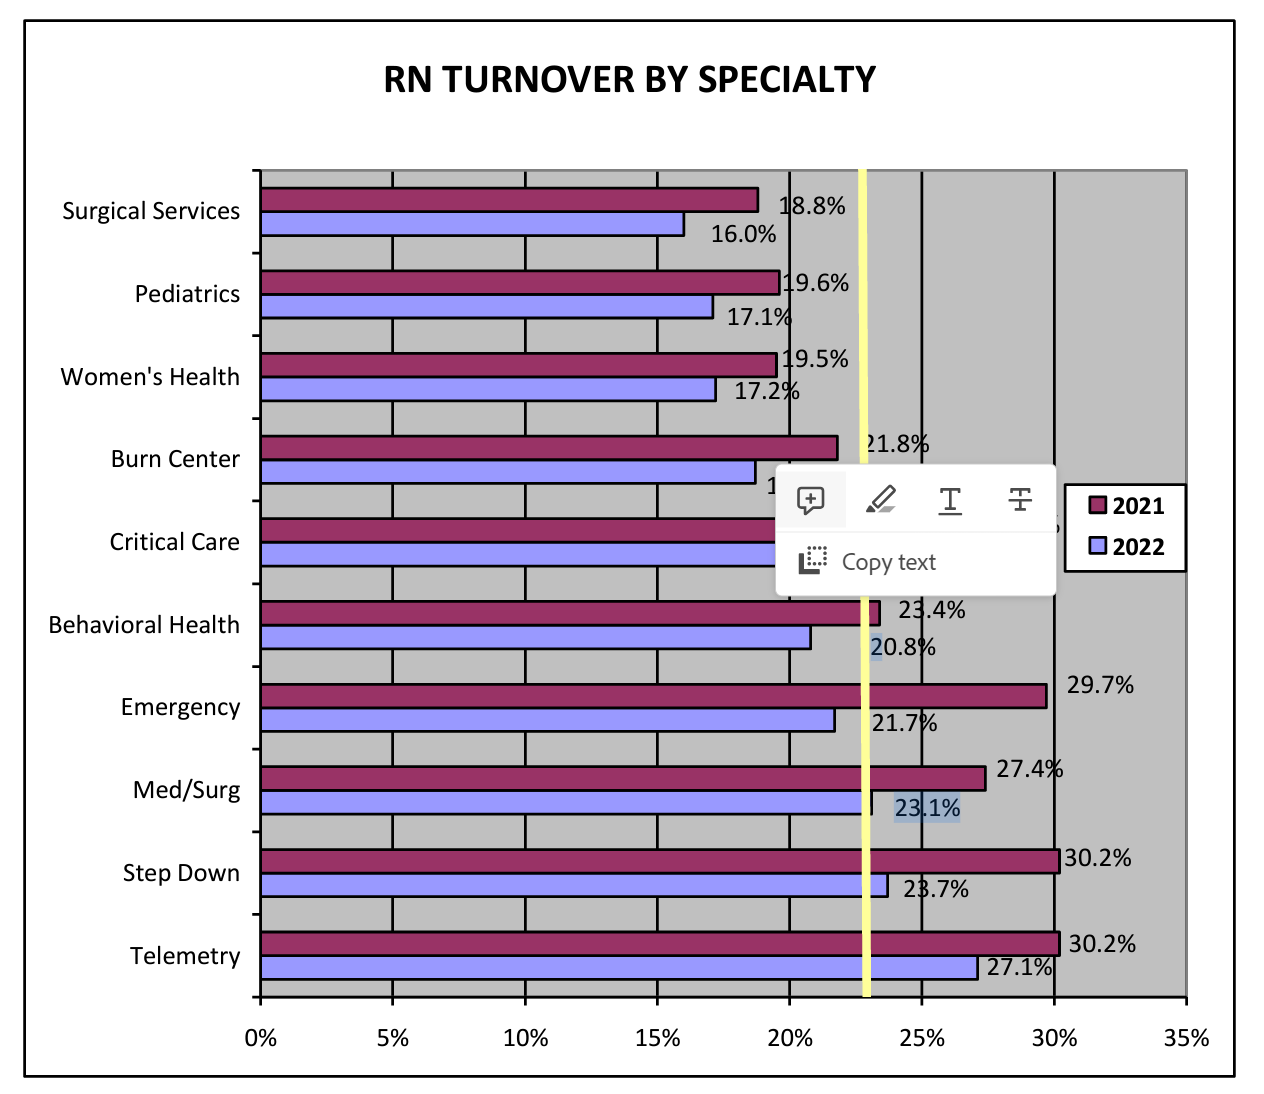 RN TURNOVER BY SPECIALTY
Surgical Services
18.8%
16.0%
Pediatrics
19.6%
17.1%
Women's Health
19.5%
17.2%
Burn Center
21.8%
Critical Care
2021
2022
Copy text
Behavioral Health
23.4%
20.8%
Emergency
29.7%
21.7%
Med/Surg
27.4%
23.1%
Step Down
30.2%
23.7%
Telemetry
30.2%
27.1%
0% 5% 10% 15% 20% 25% 30% 35%